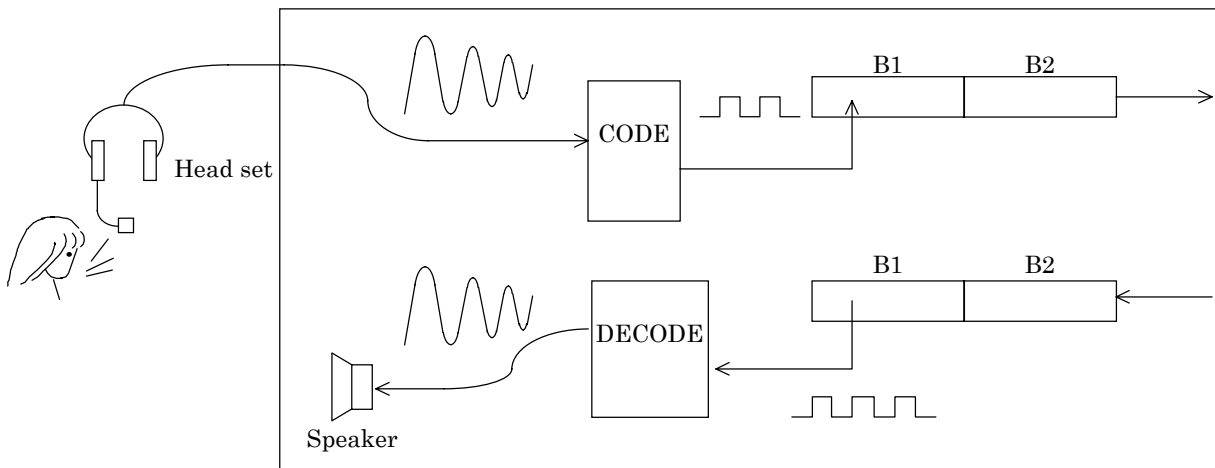 B1 B2
CODE
Head set
B1 B2
DECODE
Speaker